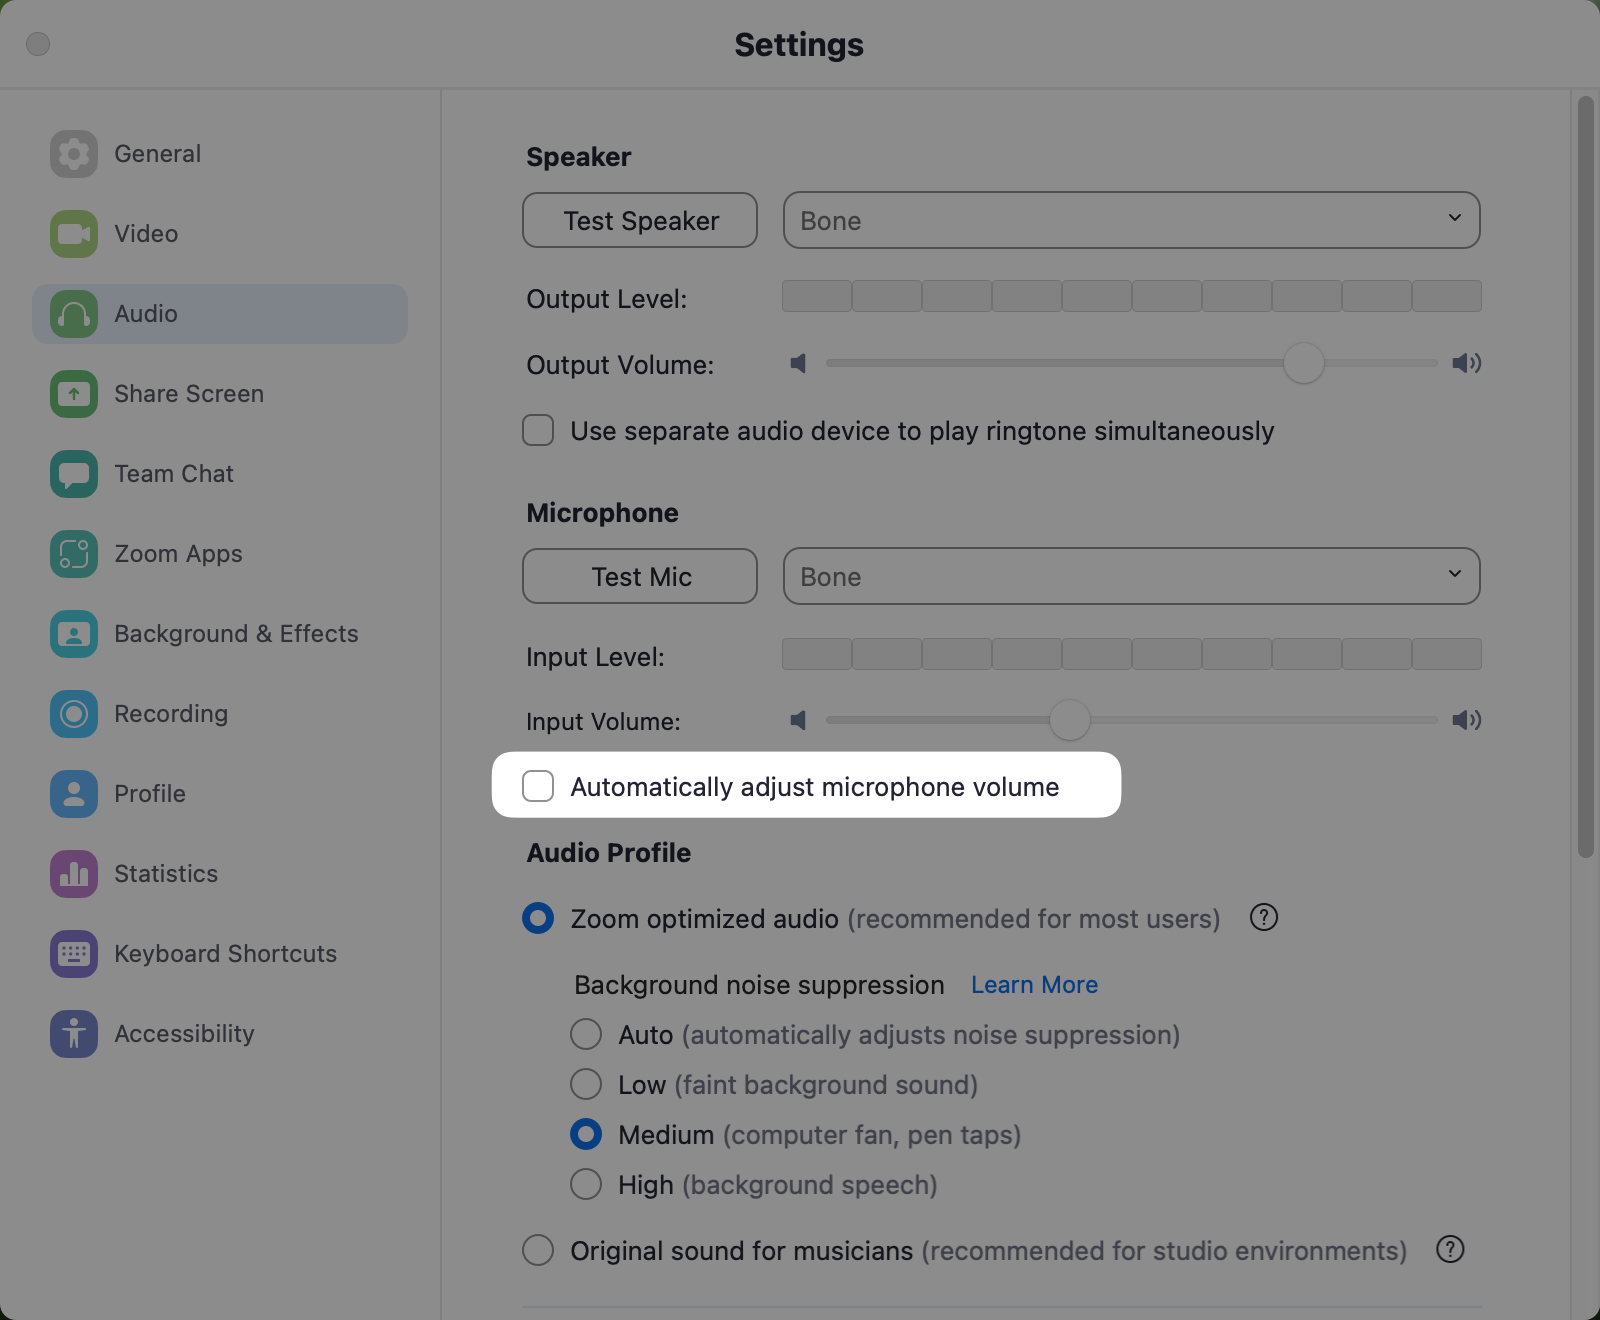 Settings
General
Video
Audio
Share Screen
Team Chat
Zoom Apps
Background & Effects
Recording
Profile
Statistics
Keyboard Shortcuts
Accessibility
Speaker
Test Speaker
Bone
Output Level:
Output Volume:
Use separate audio device to play ringtone simultaneously
Microphone
Test Mic
Bone
Input Level:
Input Volume:
Automatically adjust microphone volume
Audio Profile
Zoom optimized audio (recommended for most users) ?
Background noise suppression Learn More
Auto (automatically adjusts noise suppression)
Low (faint background sound)
Medium (computer fan, pen taps)
High (background speech)
Original sound for musicians (recommended for studio environments) ?